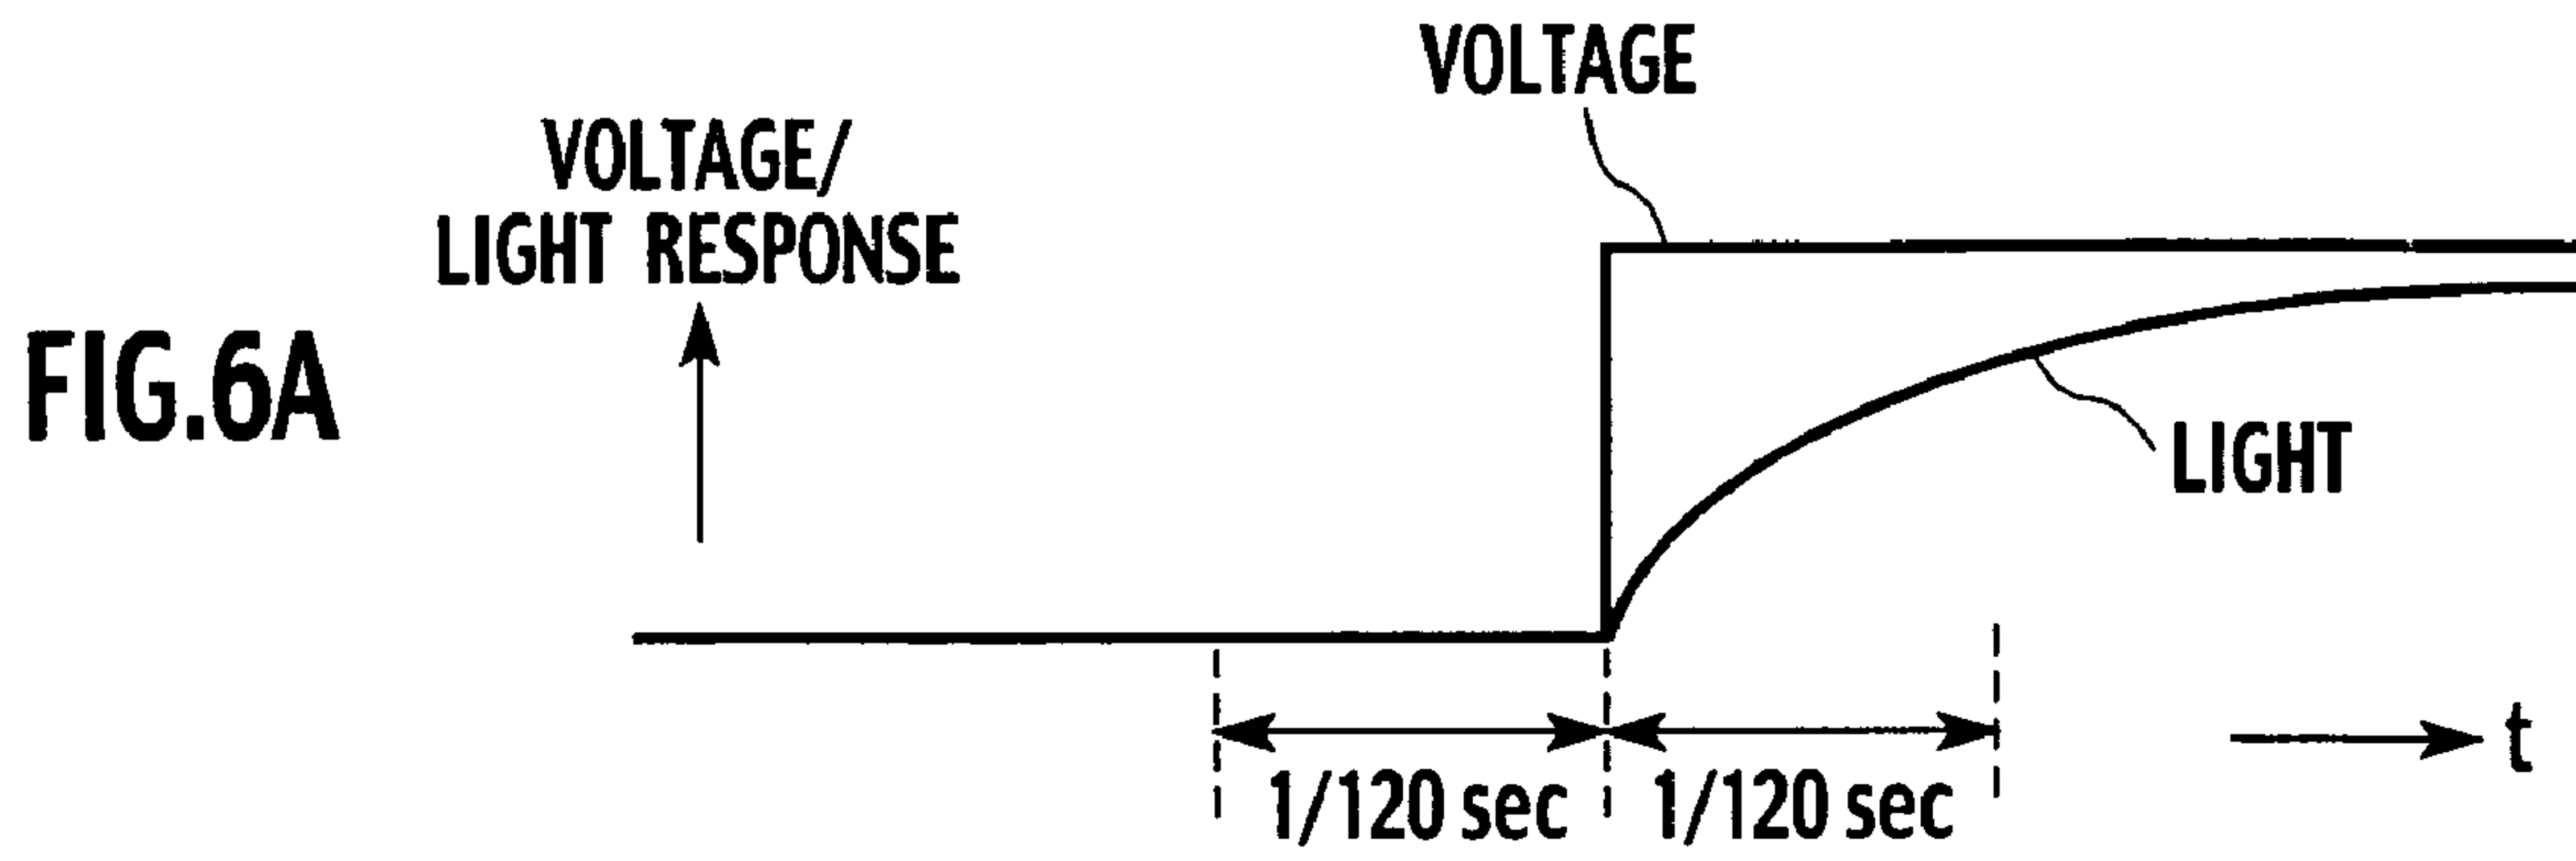 VOLTAGE
VOLTAGE/
LIGHT RESPONSE
FIG.6A
LIGHT
t
1/120 sec 1/120 sec